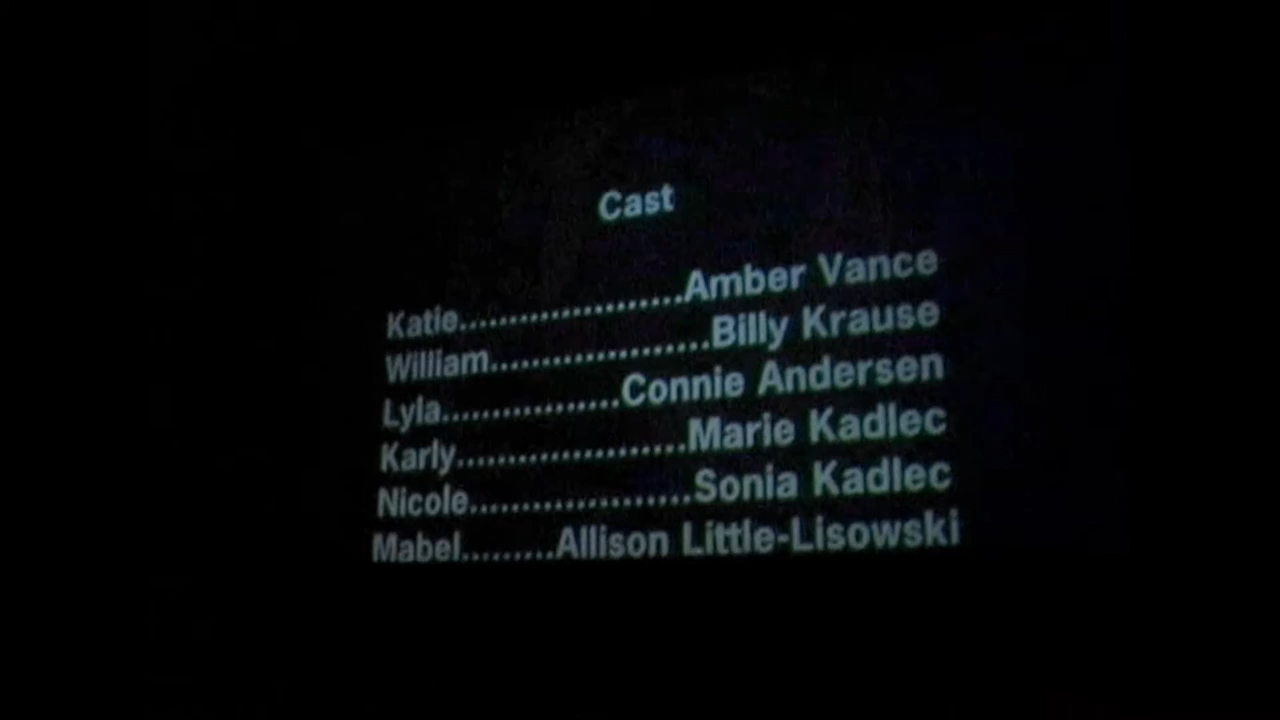 Cast
Katie.....................Amber Vance
William.....................Billy Krause
Lyla.................Connie Andersen
Karly......................Marie Kadlec
Nicole...................Sonia Kadlec
Mabel.........Allison Little-Lisowski